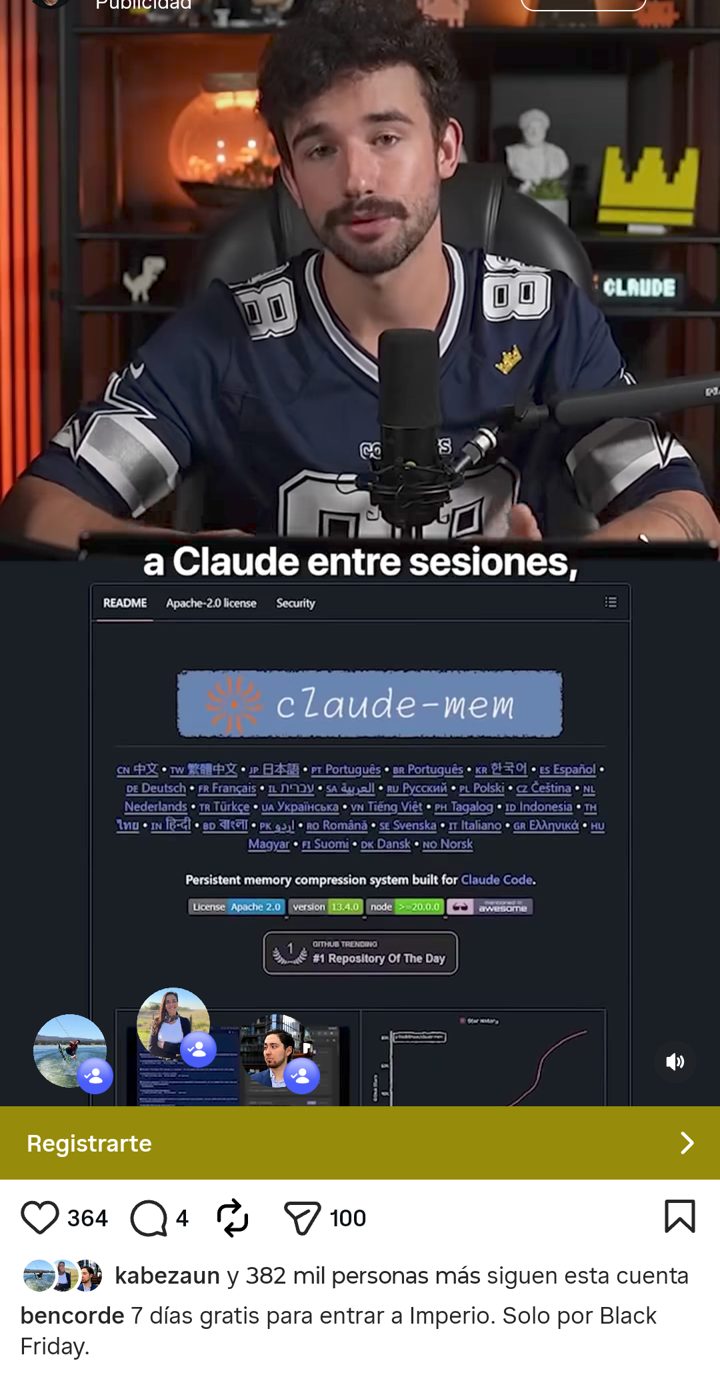 Publicidad
CLAUDE
a Claude entre sesiones,
README Apache-2.0 license Security
claude-mem
CN 中文 • TW 繁體中文 • JP 日本語 • PT Português • BR Português • KR 한국어 • ES Español •
DE Deutsch • FR Français • IL עברית • SA العربية • RU Русский • PL Polski • CZ Čeština • NL
Nederlands • TR Türkçe • UA Українська • VN Tiếng Việt • PH Tagalog • ID Indonesia • TH
ไทย • IN हिन्दी • BD বাংলা • PK اردو • RO Română • SE Svenska • IT Italiano • GR Ελληνικά • HU
Magyar • FI Suomi • DK Dansk • NO Norsk
Persistent memory compression system built for Claude Code.
License Apache 2.0 version 13.4.0 node >=20.0.0 mentioned in awesome
1 GITHUB TRENDING
#1 Repository Of The Day
Star History
Registrarte
364 4 100
kabezaun y 382 mil personas más siguen esta cuenta
bencorde 7 días gratis para entrar a Imperio. Solo por Black
Friday.